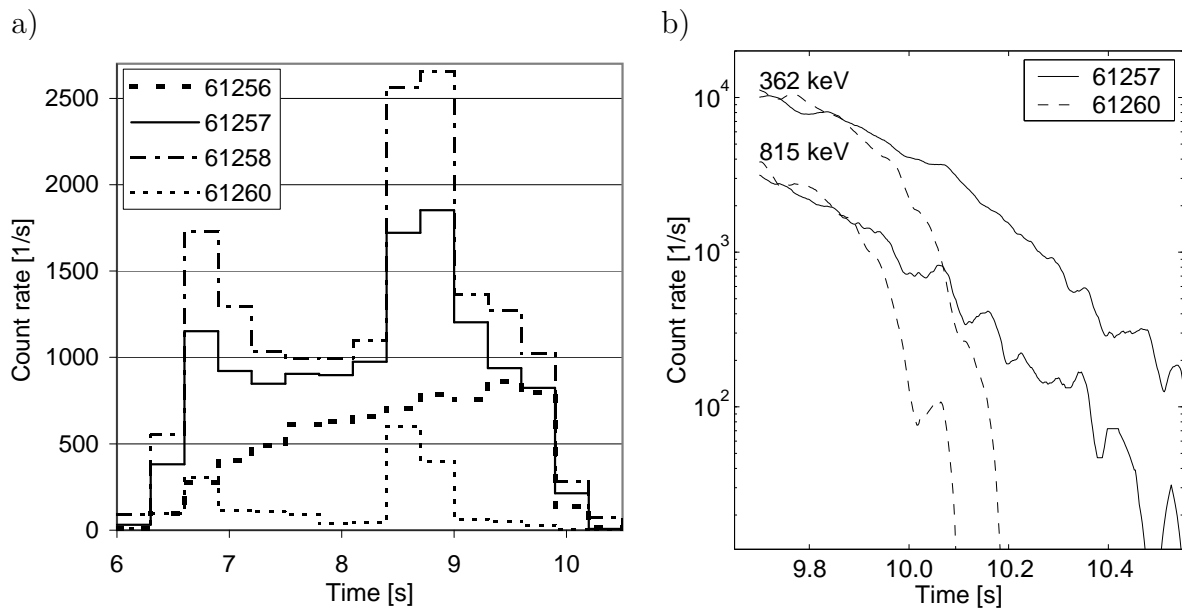 a)
Count rate [1/s]
2500
2000
1500
1000
500
0
61256
61257
61258
61260
6 7 8 9 10
Time [s]
b)
Count rate [1/s]
10^4
10^3
10^2
362 keV
815 keV
61257
61260
9.8 10.0 10.2 10.4
Time [s]